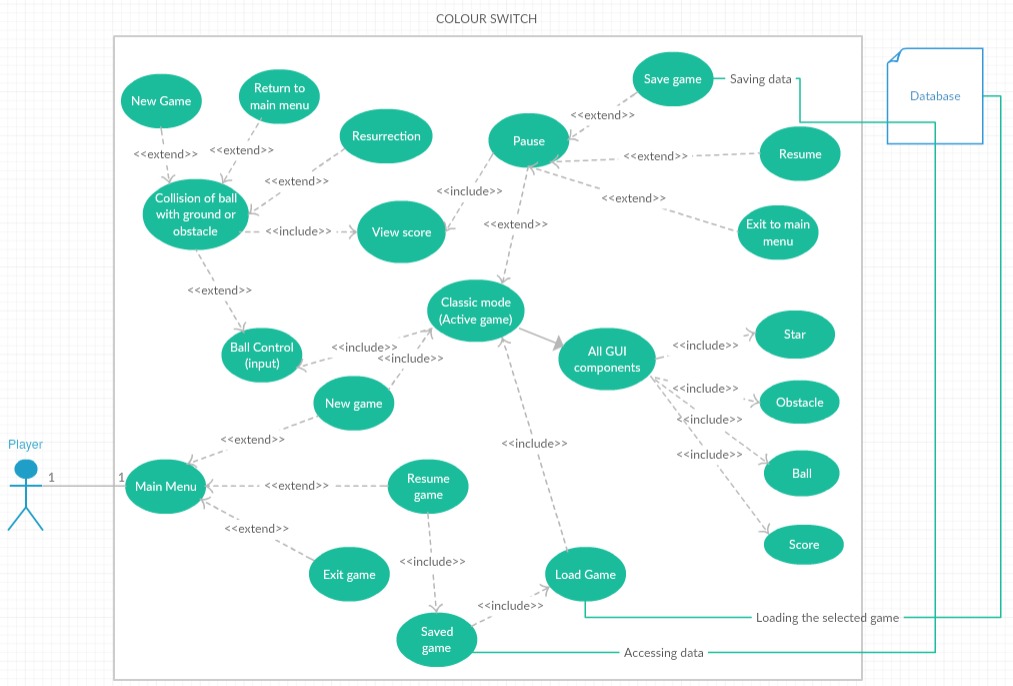 COLOUR SWITCH
Save game
Saving data
New Game
Return to
main menu
Database
<<extend>>
Resurrection
Pause
<<extend>>
<<extend>>
<<extend>>
Resume
<<extend>>
<<include>>
Collision of ball
with ground or
obstacle
<<extend>>
<<include>>
View score
<<extend>>
Exit to main
menu
<<extend>>
Classic mode
(Active game)
Star
Ball Control
(input)
<<include>>
<<include>>
All GUI
components
<<include>>
<<include>>
Obstacle
New game
<<include>>
Player
<<extend>>
<<include>>
<<include>>
Ball
1
1
Main Menu
<<extend>>
Resume
game
<<extend>>
Score
<<include>>
Exit game
Load Game
<<include>>
Loading the selected game
Saved
game
Accessing data